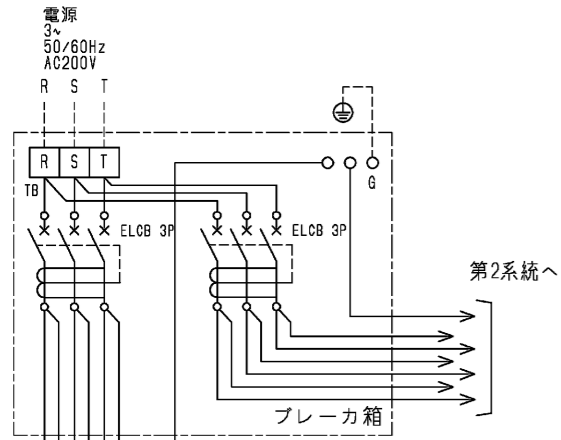 電源
3~
50/60Hz
AC200V
R S T
R S T
TB
G
ELCB 3P
ELCB 3P
第2系統へ
ブレーカ箱